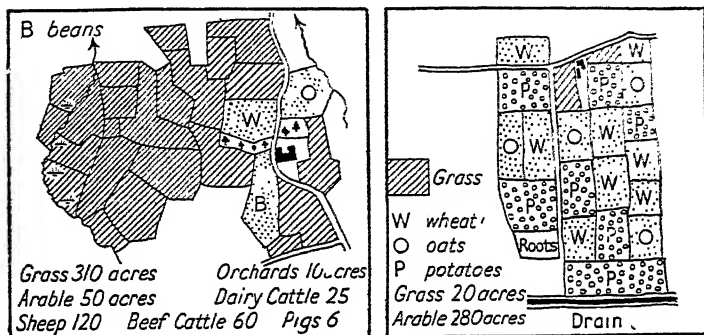 B beans
W
O
B
Grass 310 acres
Orchards 10 acres
Arable 50 acres
Dairy Cattle 25
Sheep 120 Beef Cattle 60 Pigs 6
W
W
P
P
O
O
W
O
W
P
W
P
P
W
W
Roots
W
P
O
P
Grass
W wheat
O oats
P potatoes
Grass 20 acres
Arable 280 acres
Drain